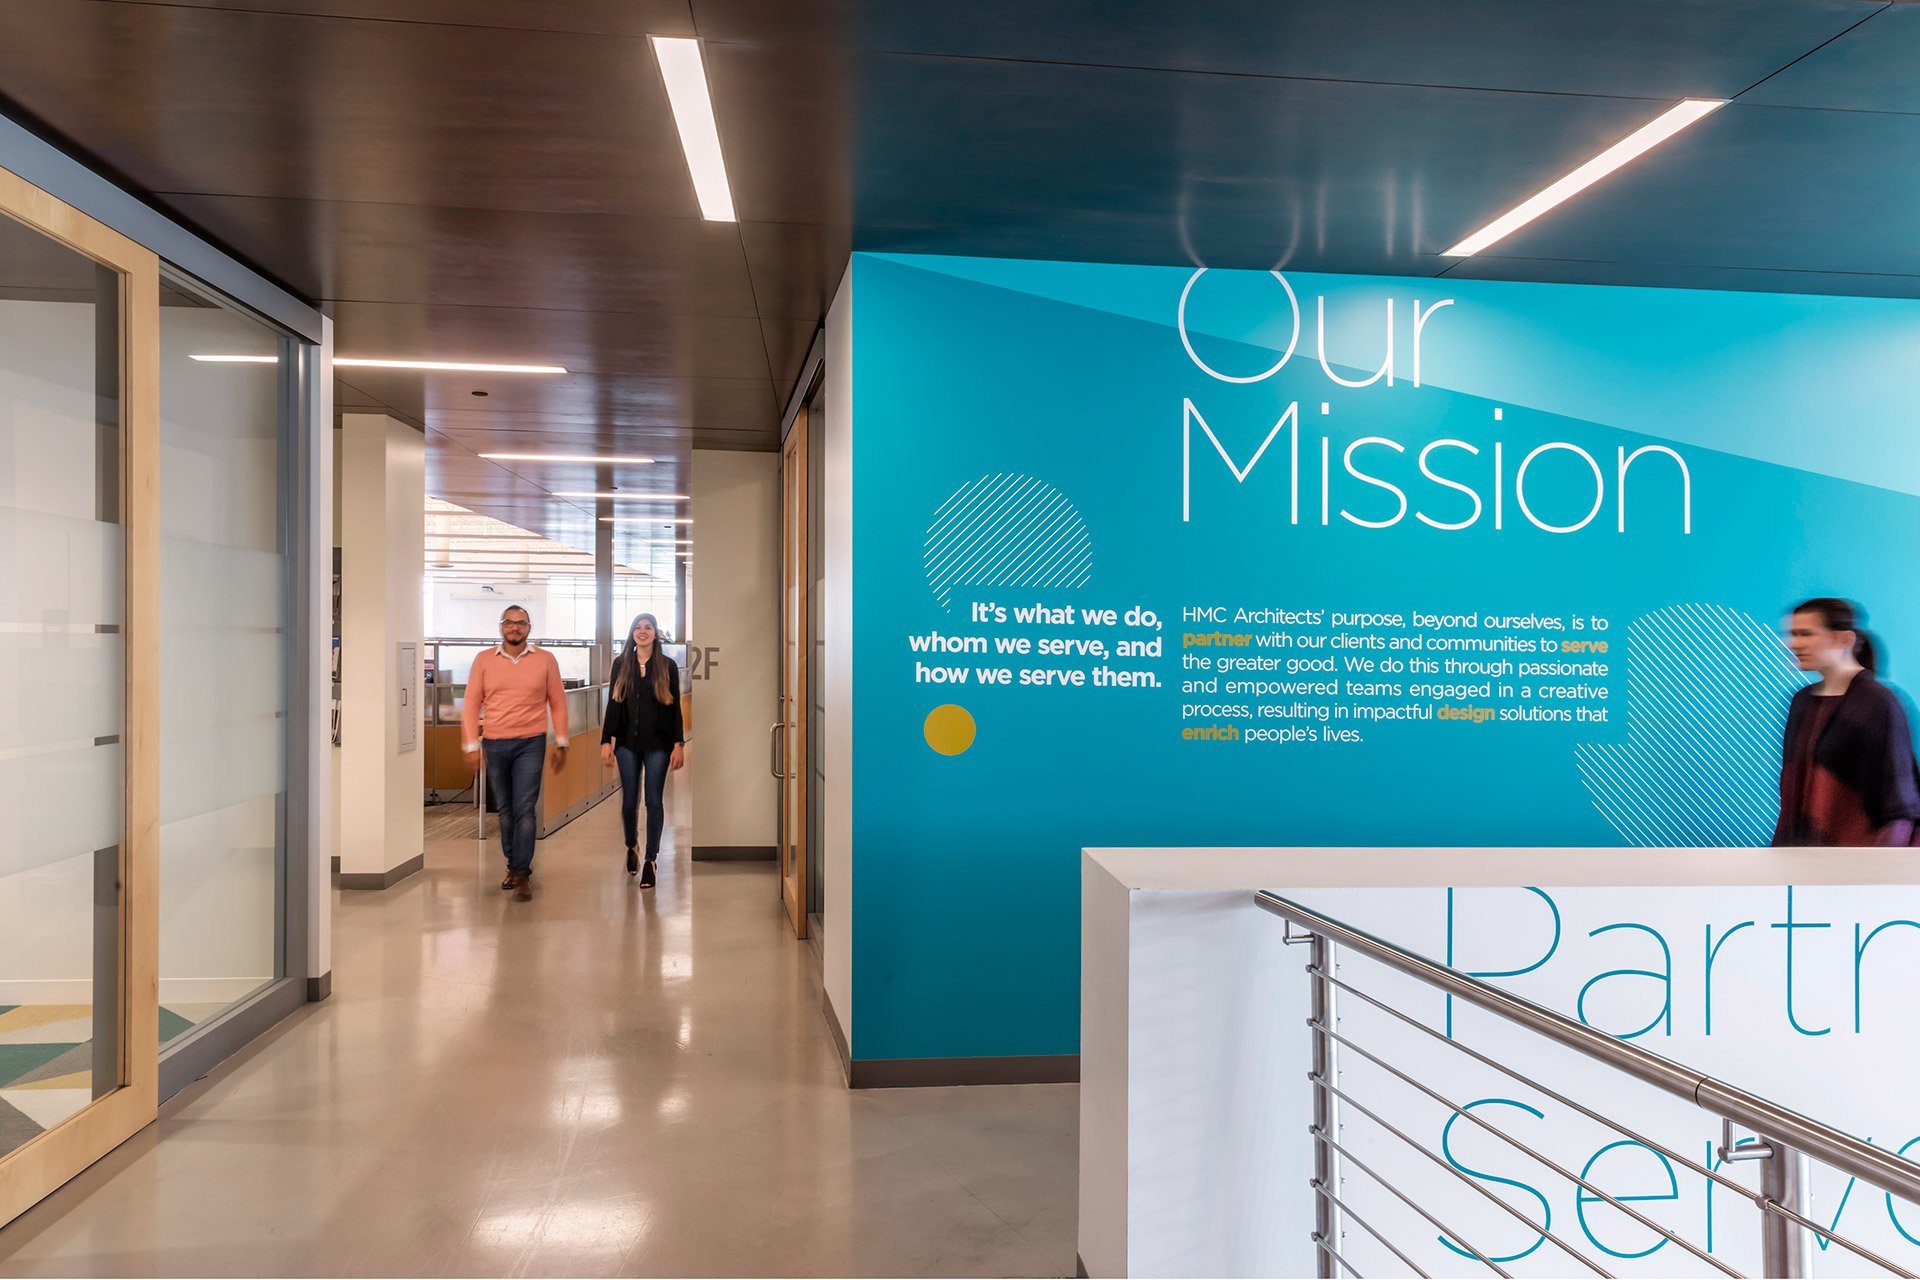 Our
Mission
It's what we do,
whom we serve, and
how we serve them.
HMC Architects' purpose, beyond ourselves, is to
partner with our clients and communities to serve
the greater good. We do this through passionate
and empowered teams engaged in a creative
process, resulting in impactful design solutions that
enrich people's lives.
2F
Partn
Serve